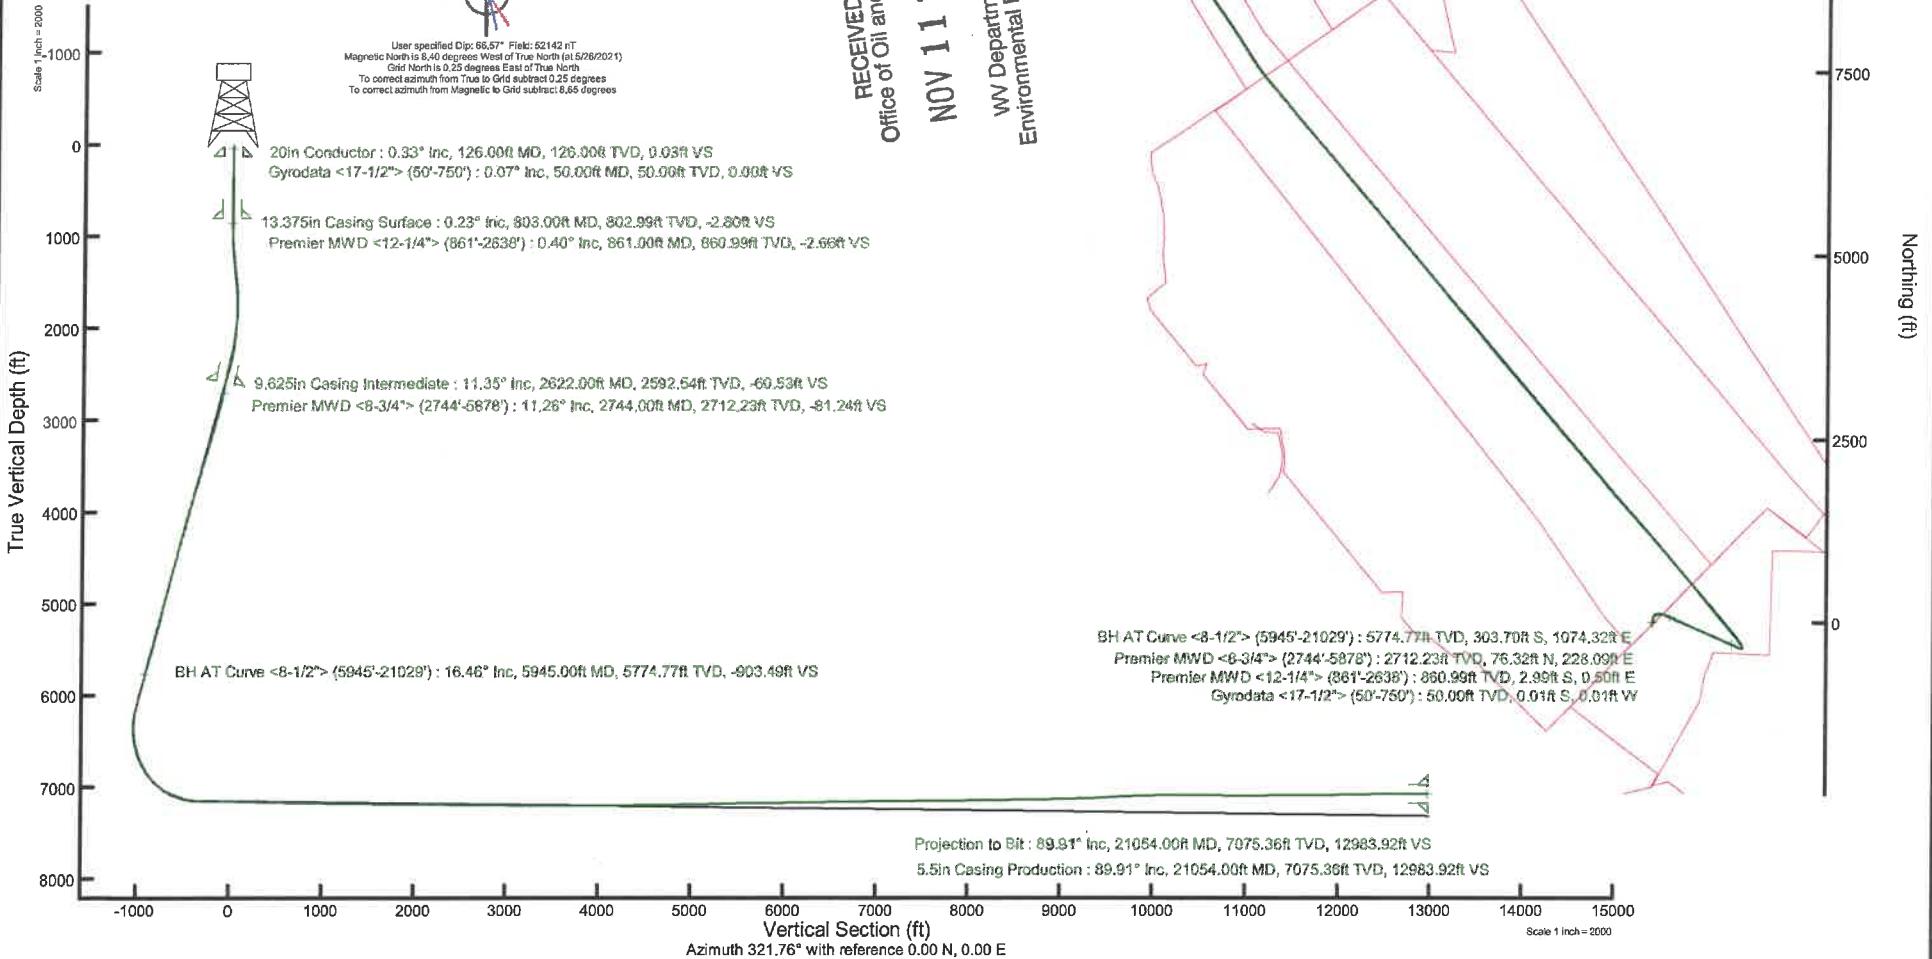 Scale 1 inch = 2000
User specified Dip: 66.57° Field: 52142 nT
Magnetic North is 8.40 degrees West of True North (at 5/26/2021)
Grid North is 0.25 degrees East of True North
To correct azimuth from True to Grid subtract 0.25 degrees
To correct azimuth from Magnetic to Grid subtract 8.65 degrees
RECEIVED
Office of Oil and
NOV 11
WV Departm
Environmental
True Vertical Depth (ft)
-1000
0
1000
2000
3000
4000
5000
6000
7000
8000
20in Conductor : 0.33° Inc, 126.00ft MD, 126.00ft TVD, 0.03ft VS
Gyrodata <17-1/2"> (50'-750') : 0.07° Inc, 50.00ft MD, 50.00ft TVD, 0.00ft VS
13.375in Casing Surface : 0.23° Inc, 803.00ft MD, 802.99ft TVD, -2.80ft VS
Premier MWD <12-1/4"> (861'-2638') : 0.40° Inc, 861.00ft MD, 860.99ft TVD, -2.66ft VS
9.625in Casing Intermediate : 11.35° Inc, 2622.00ft MD, 2592.54ft TVD, -60.53ft VS
Premier MWD <8-3/4"> (2744'-5878') : 11.26° Inc, 2744.00ft MD, 2712.23ft TVD, -81.24ft VS
BH AT Curve <8-1/2"> (5945'-21029') : 16.46° Inc, 5945.00ft MD, 5774.77ft TVD, -903.49ft VS
BH AT Curve <8-1/2"> (5945'-21029') : 5774.77ft TVD, 303.70ft S, 1074.32ft E
Premier MWD <8-3/4"> (2744'-5878') : 2712.23ft TVD, 76.32ft N, 228.09ft E
Premier MWD <12-1/4"> (861'-2638') : 860.99ft TVD, 2.99ft S, 0.50ft E
Gyrodata <17-1/2"> (50'-750') : 50.00ft TVD, 0.01ft S, 0.01ft W
Projection to Bit : 89.91° Inc, 21054.00ft MD, 7075.36ft TVD, 12983.92ft VS
5.5in Casing Production : 89.91° Inc, 21054.00ft MD, 7075.36ft TVD, 12983.92ft VS
7500
5000
2500
0
Northing (ft)
-1000 0 1000 2000 3000 4000 5000 6000 7000 8000 9000 10000 11000 12000 13000 14000 15000
Vertical Section (ft)
Scale 1 inch = 2000
Azimuth 321.76° with reference 0.00 N, 0.00 E